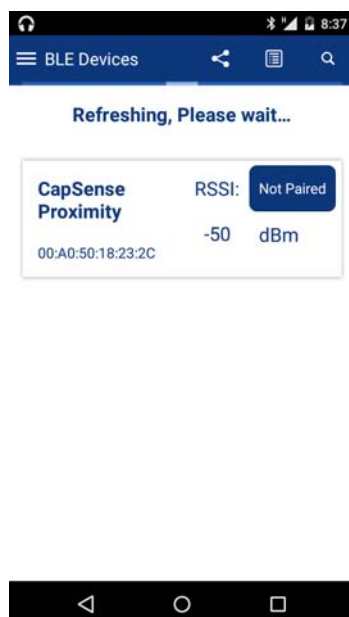 8:37
BLE Devices
Refreshing, Please wait...
CapSense
Proximity
RSSI:
Not Paired
-50 dBm
00:A0:50:18:23:2C